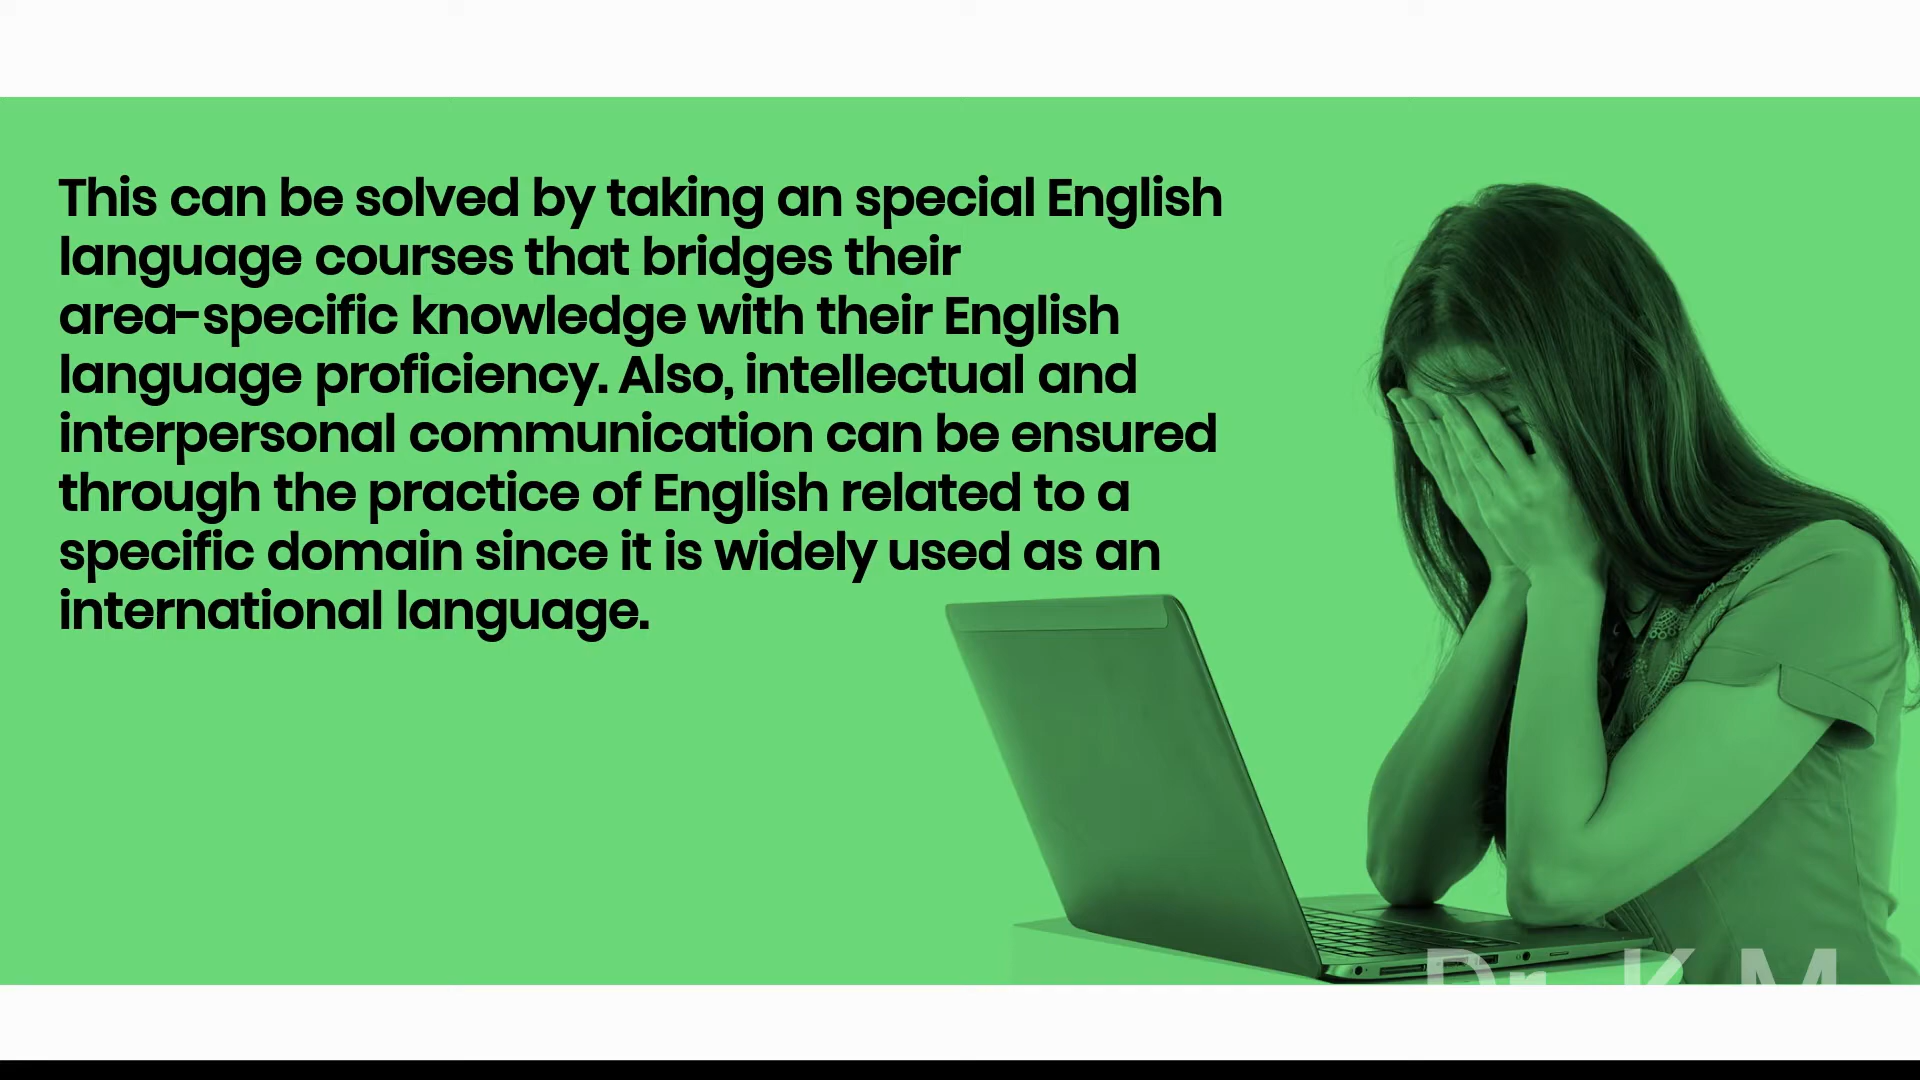 This can be solved by taking an special English
language courses that bridges their
area-specific knowledge with their English
language proficiency. Also, intellectual and
interpersonal communication can be ensured
through the practice of English related to a
specific domain since it is widely used as an
international language.
Dr. K M